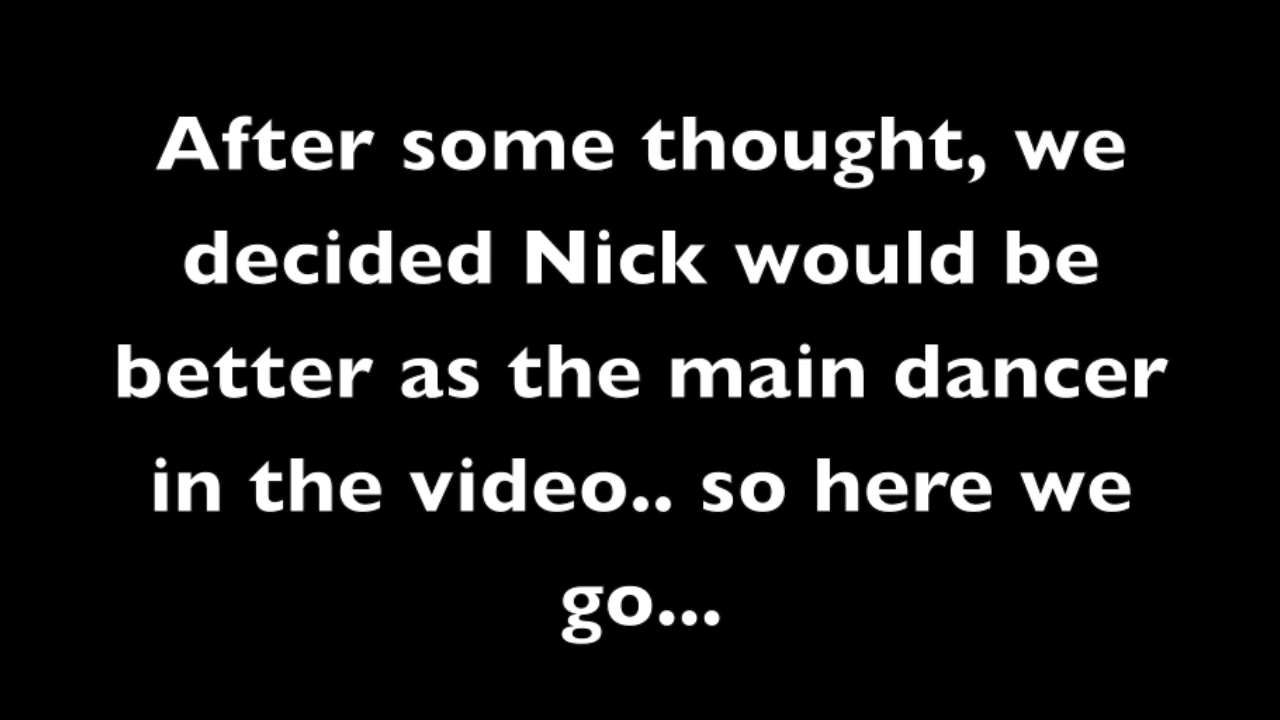 After some thought, we
decided Nick would be
better as the main dancer
in the video.. so here we
go...